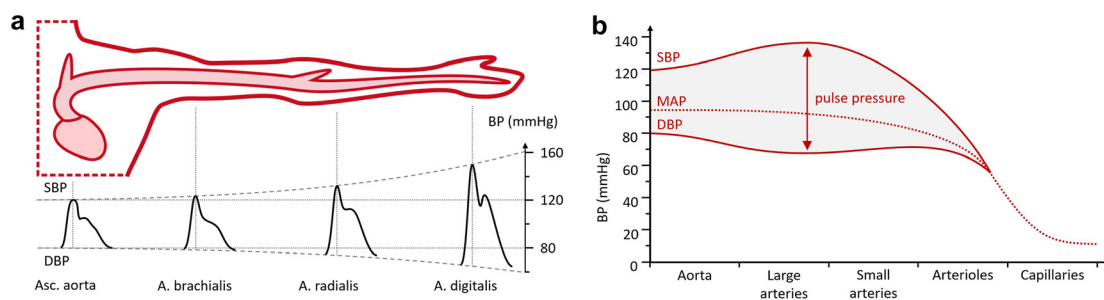 a
BP (mmHg)
160
SBP
120
80
DBP
Asc. aorta
A. brachialis
A. radialis
A. digitalis
b
140
SBP
120
MAP
pulse pressure
100
DBP
80
60
40
20
0
BP (mmHg)
Aorta
Large
arteries
Small
arteries
Arterioles
Capillaries